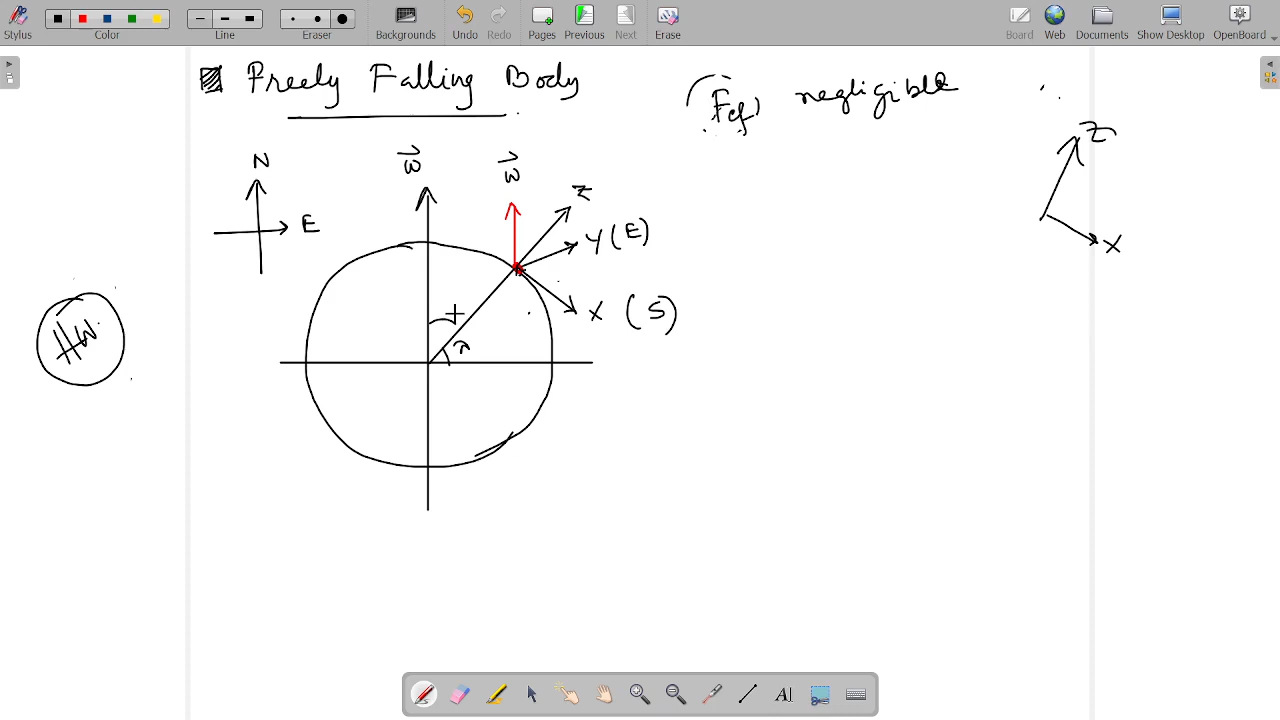 Stylus
Color
Line
Eraser
Backgrounds
Undo
Redo
Pages
Previous
Next
Erase
Board
Web
Documents
Show Desktop
OpenBoard
Freely Falling Body
(Fcf) negligible
N
E
w
w
Z
Y (E)
X (S)
λ
Z
X
HW.
AI